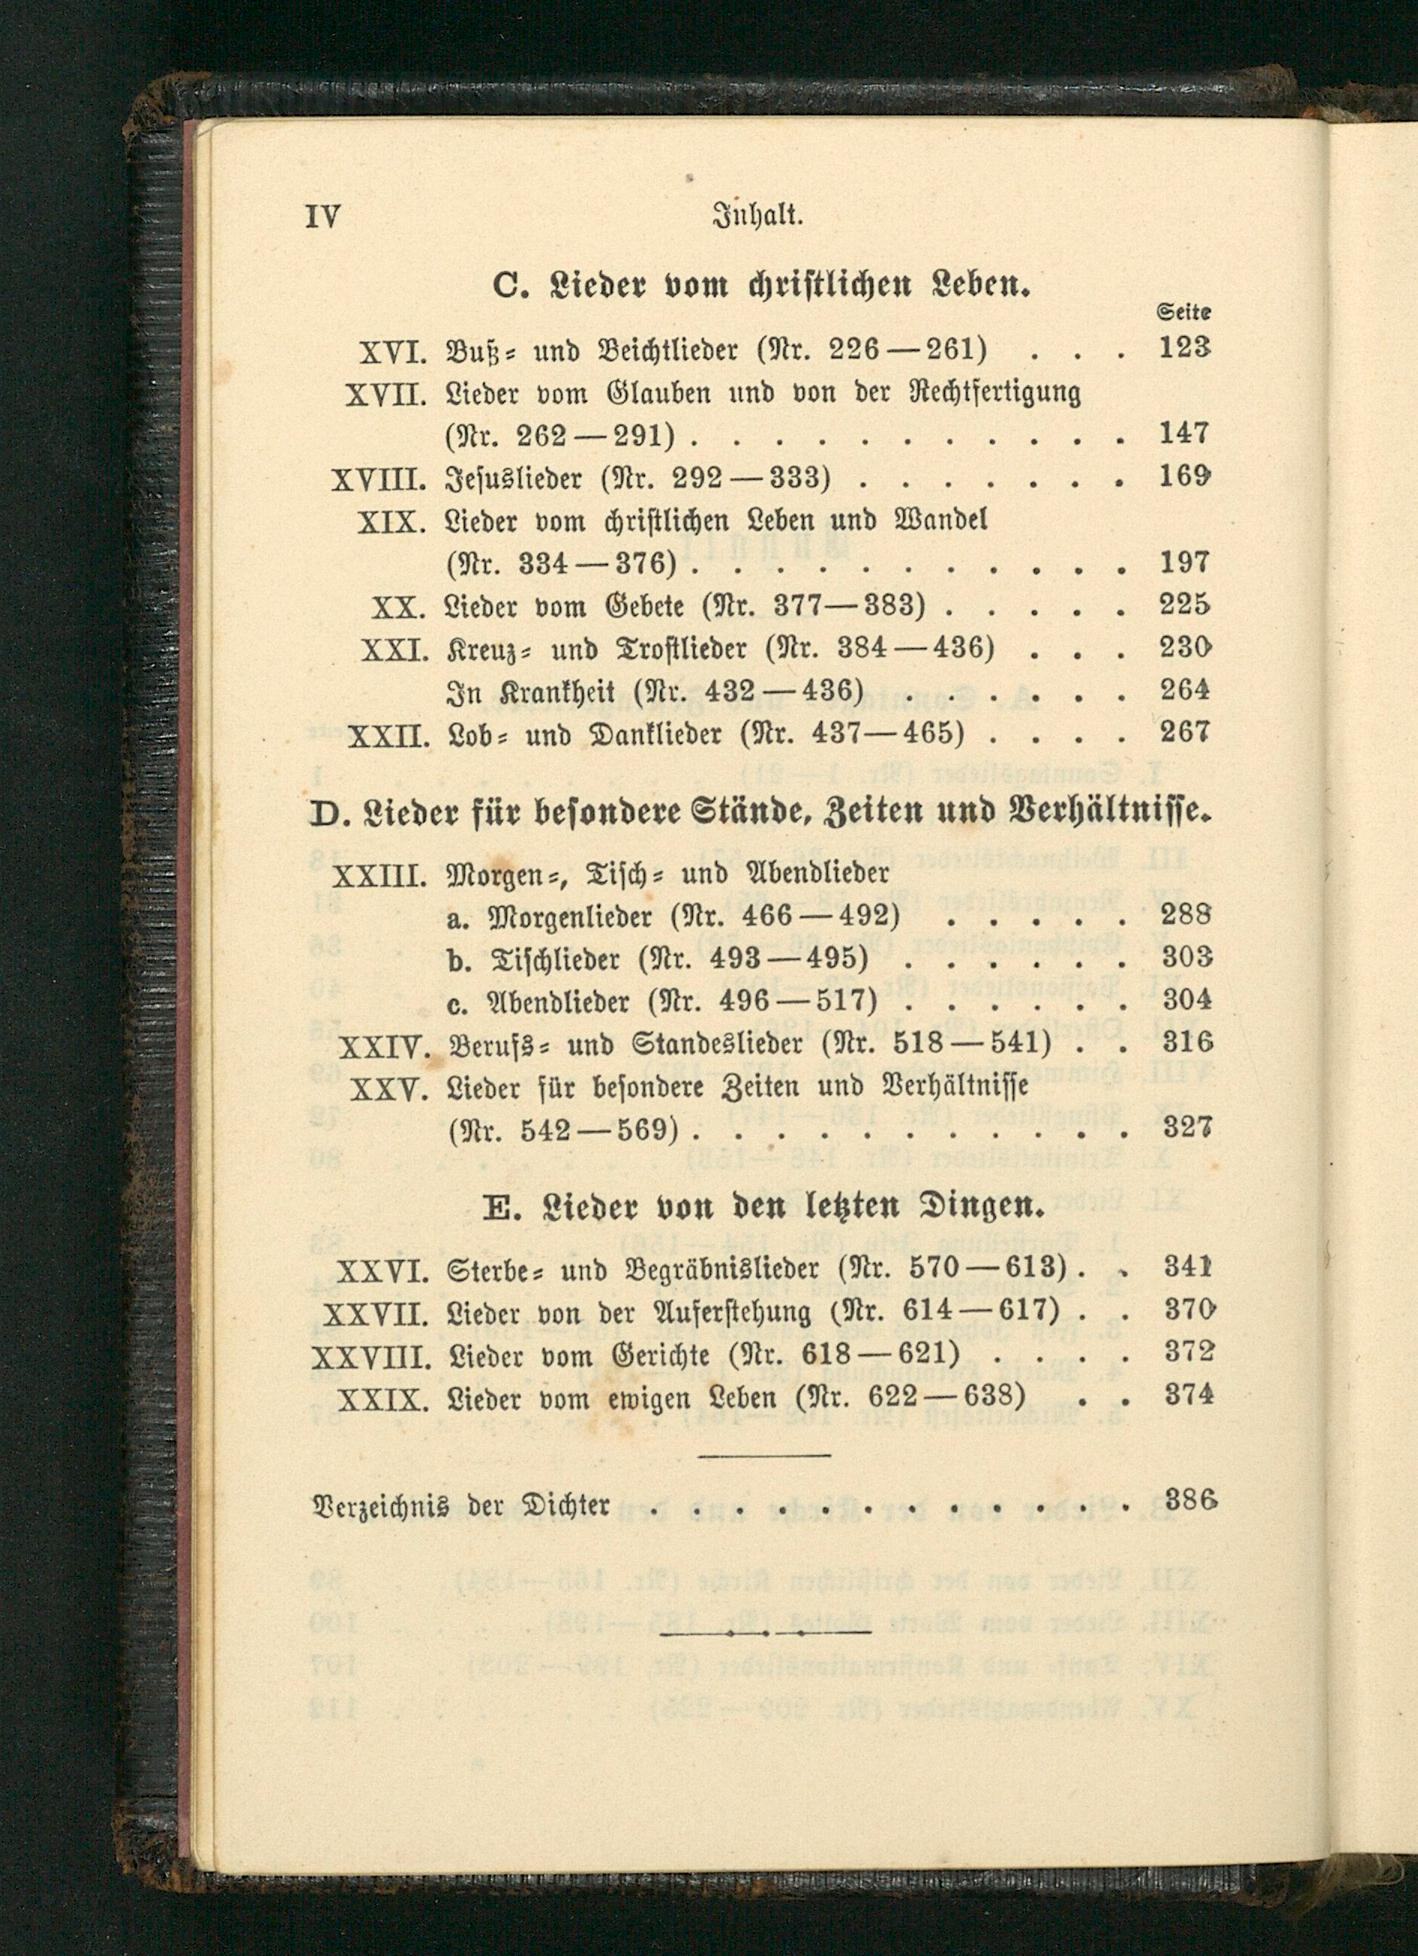 IV Inhalt.
C. Lieder vom christlichen Leben.
Seite
XVI. Buß- und Beichtlieder (Nr. 226—261) . . . 123
XVII. Lieder vom Glauben und von der Rechtfertigung
(Nr. 262—291) . . . . . . . . . . . 147
XVIII. Jesuslieder (Nr. 292—333) . . . . . . . 169
XIX. Lieder vom christlichen Leben und Wandel
(Nr. 334—376) . . . . . . . . . . . 197
XX. Lieder vom Gebete (Nr. 377—383) . . . . . 225
XXI. Kreuz- und Trostlieder (Nr. 384—436) . . . 230
In Krankheit (Nr. 432—436) . . . . . . 264
XXII. Lob- und Danklieder (Nr. 437—465) . . . . 267
D. Lieder für besondere Stände, Zeiten und Verhältnisse.
XXIII. Morgen-, Tisch- und Abendlieder
a. Morgenlieder (Nr. 466—492) . . . . . 288
b. Tischlieder (Nr. 493—495) . . . . . . 303
c. Abendlieder (Nr. 496—517) . . . . . . 304
XXIV. Berufs- und Standeslieder (Nr. 518—541) . . 316
XXV. Lieder für besondere Zeiten und Verhältnisse
(Nr. 542—569) . . . . . . . . . . . 327
E. Lieder von den letzten Dingen.
XXVI. Sterbe- und Begräbnislieder (Nr. 570—613) . . 341
XXVII. Lieder von der Auferstehung (Nr. 614—617) . . 370
XXVIII. Lieder vom Gerichte (Nr. 618—621) . . . . 372
XXIX. Lieder vom ewigen Leben (Nr. 622—638) . . 374
Verzeichnis der Dichter . . . . . . . . . . . . 386